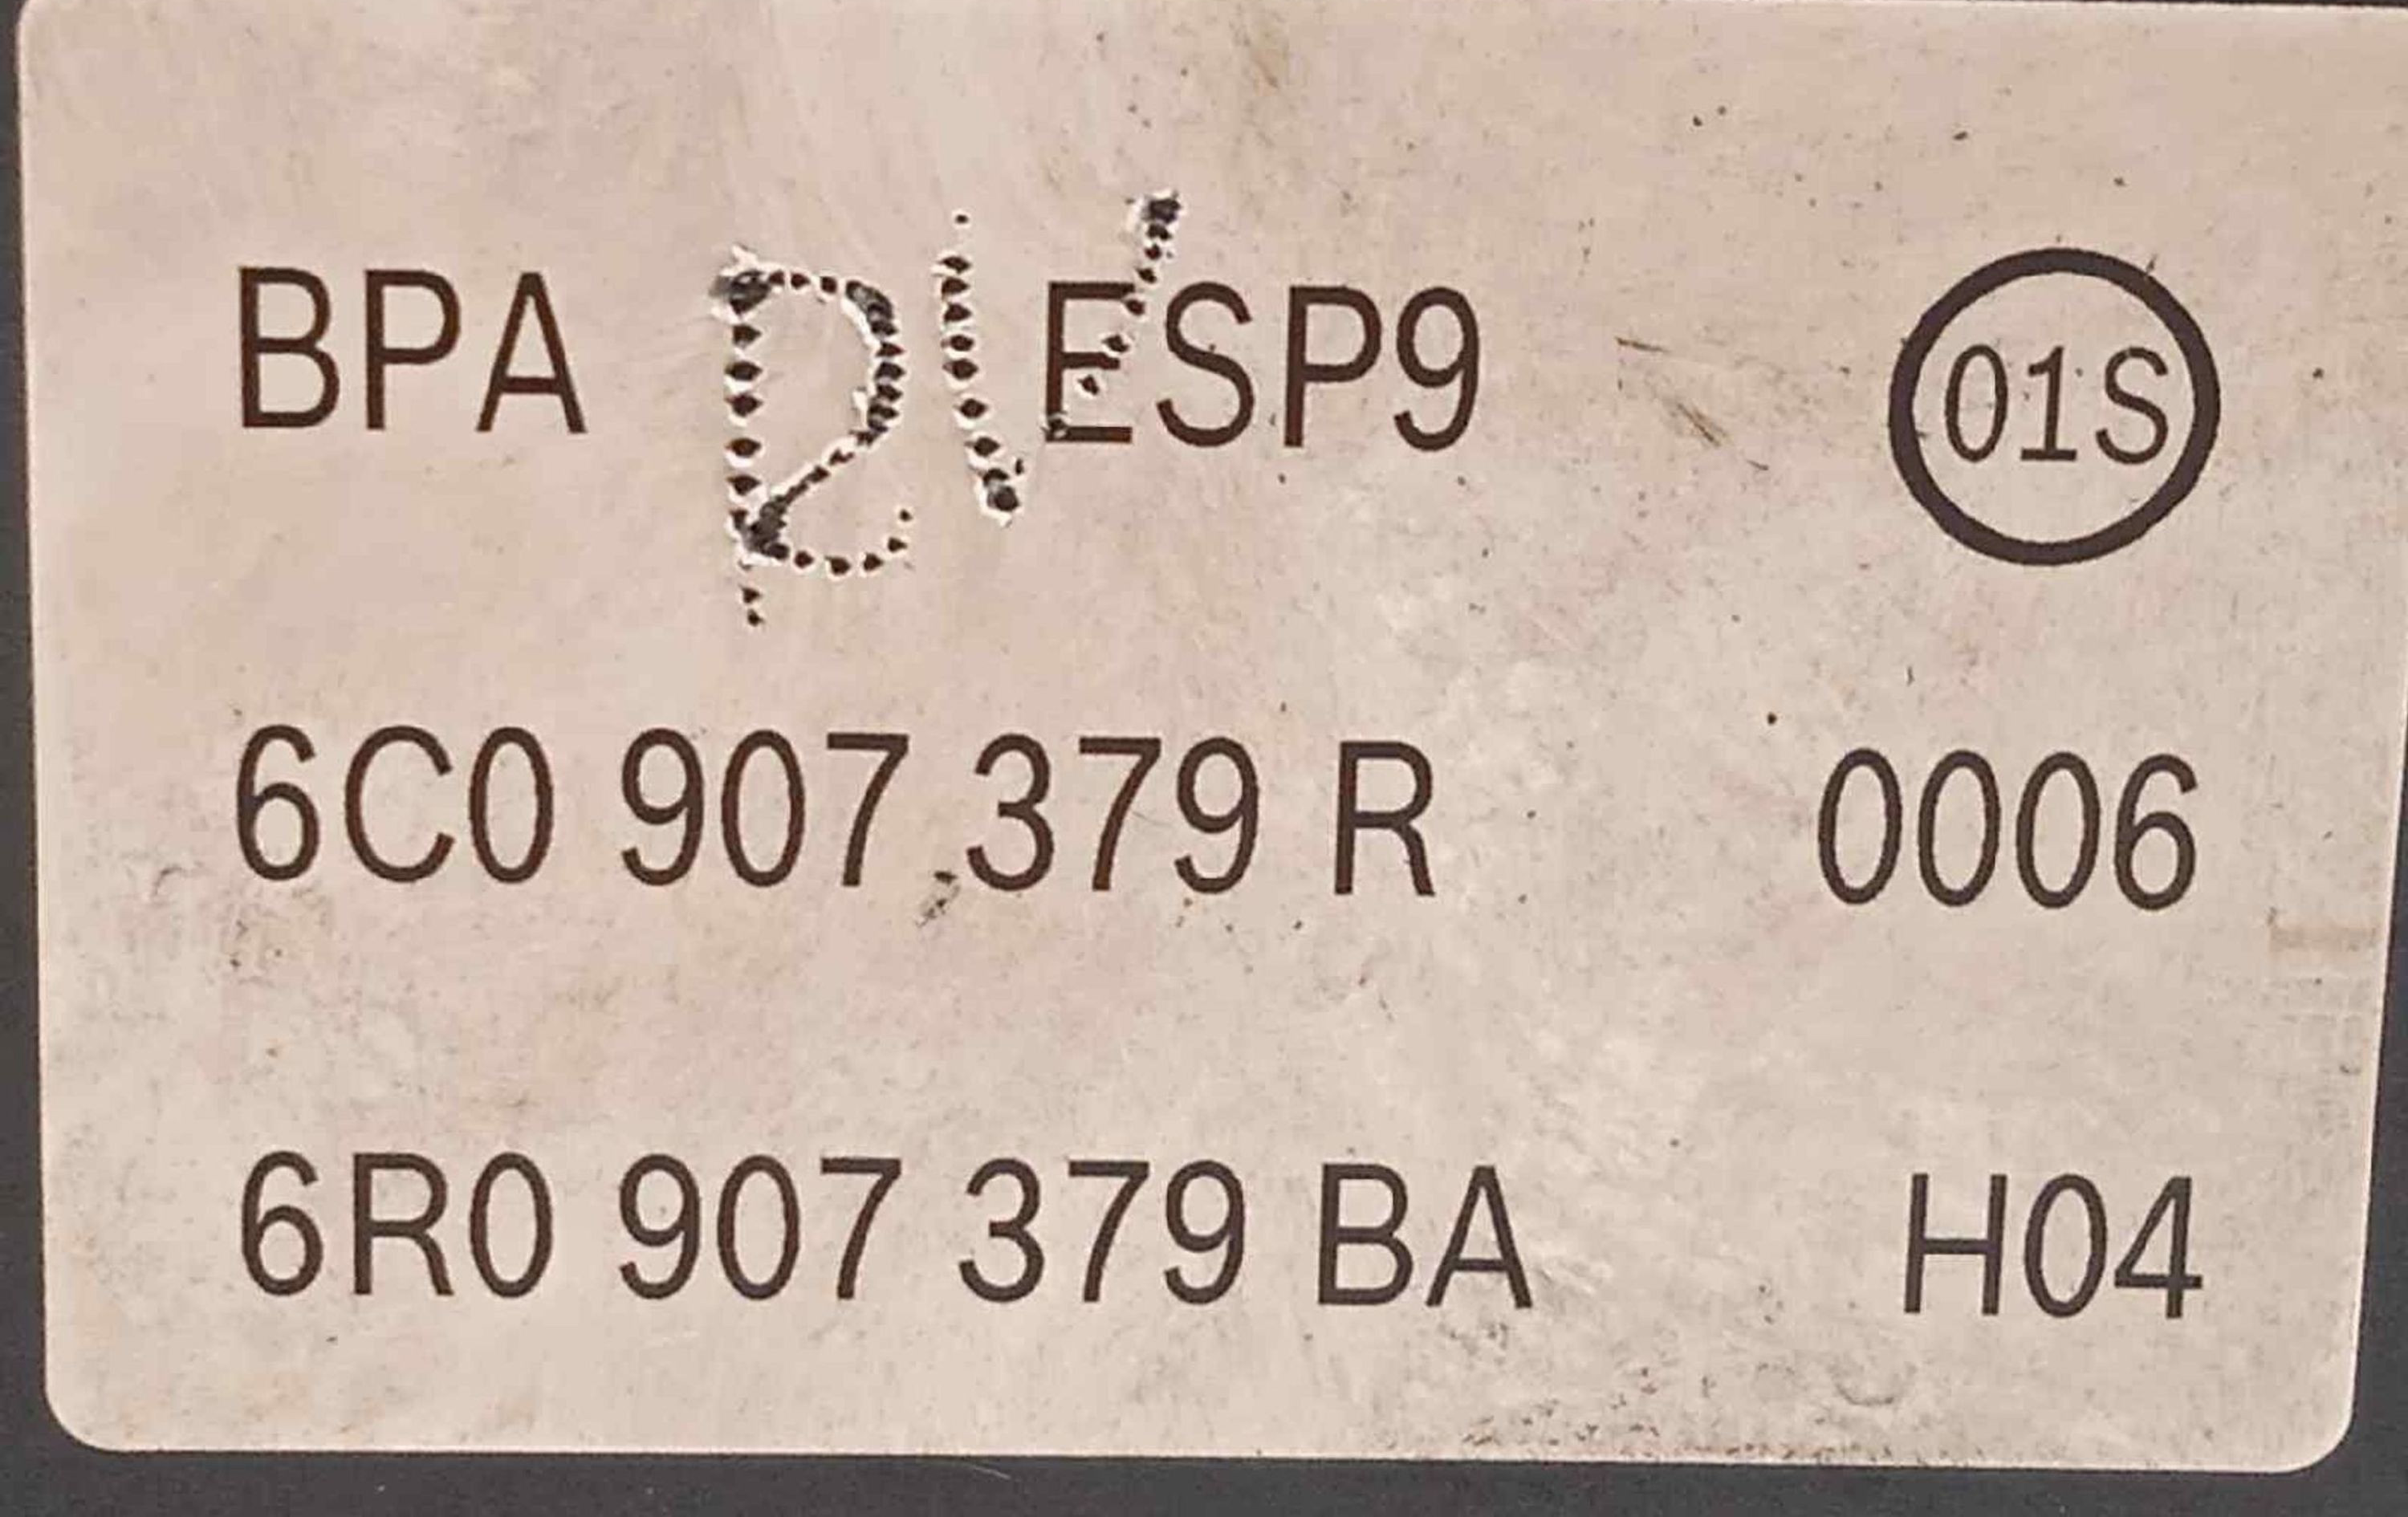 BPA ESP9 01S
6C0 907 379 R 0006
6R0 907 379 BA H04